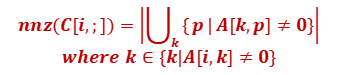 nnz(C[i,:]) = |⋃ₖ {p | A[k,p] ≠ 0}|
where k ∈ {k|A[i,k] ≠ 0}